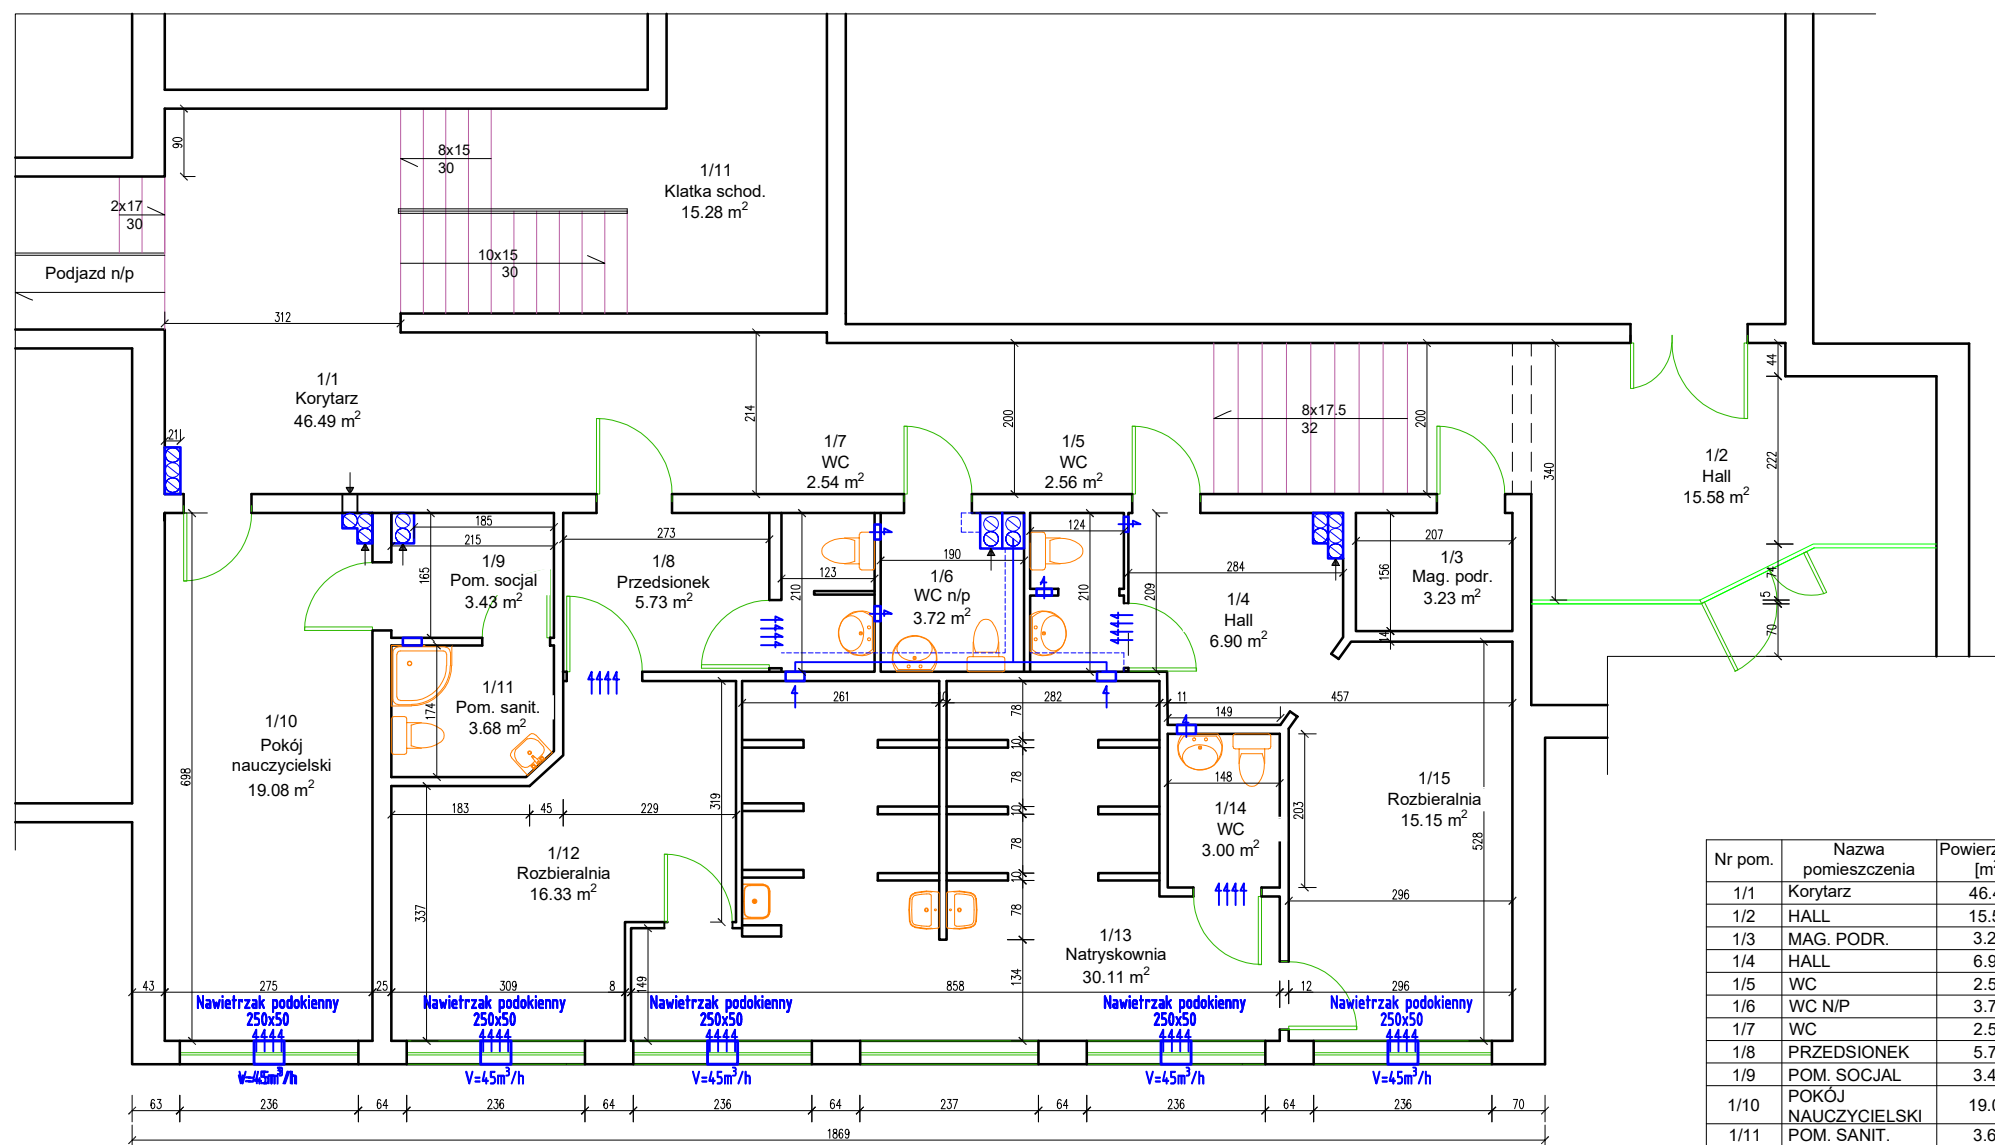 90
8x15
30
1/11
Klatka schod.
15.28 m²
2x17
30
10x15
30
Podjazd n/p
312
1/1
Korytarz
46.49 m²
214
200
8x17.5
32
200
340
44
222
1/2
Hall
15.58 m²
74
5
70
21
1/7
WC
2.54 m²
1/5
WC
2.56 m²
185
215
165
1/9
Pom. socjal
3.43 m²
273
1/8
Przedsionek
5.73 m²
123
210
190
1/6
WC n/p
3.72 m²
124
210
209
284
1/4
Hall
6.90 m²
207
156
1/3
Mag. podr.
3.23 m²
14
174
1/11
Pom. sanit.
3.68 m²
698
1/10
Pokój
nauczycielski
19.08 m²
261
282
78
10
78
10
78
10
78
134
11
457
149
148
203
1/14
WC
3.00 m²
1/15
Rozbieralnia
15.15 m²
528
183
45
229
319
1/12
Rozbieralnia
16.33 m²
337
149
1/13
Natryskownia
30.11 m²
296
43
275
25
309
8
858
12
296
Nawietrzak podokienny
250x50
Nawietrzak podokienny
250x50
Nawietrzak podokienny
250x50
Nawietrzak podokienny
250x50
Nawietrzak podokienny
250x50
V=45m³/h
V=45m³/h
V=45m³/h
V=45m³/h
V=45m³/h
63
236
64
236
64
236
64
237
64
236
64
236
70
1869
Nr pom.
Nazwa
pomieszczenia
1/1 Korytarz
1/2 HALL
1/3 MAG. PODR.
1/4 HALL
1/5 WC
1/6 WC N/P
1/7 WC
1/8 PRZEDSIONEK
1/9 POM. SOCJAL
1/10 POKÓJ
NAUCZYCIELSKI
1/11 POM. SANIT.